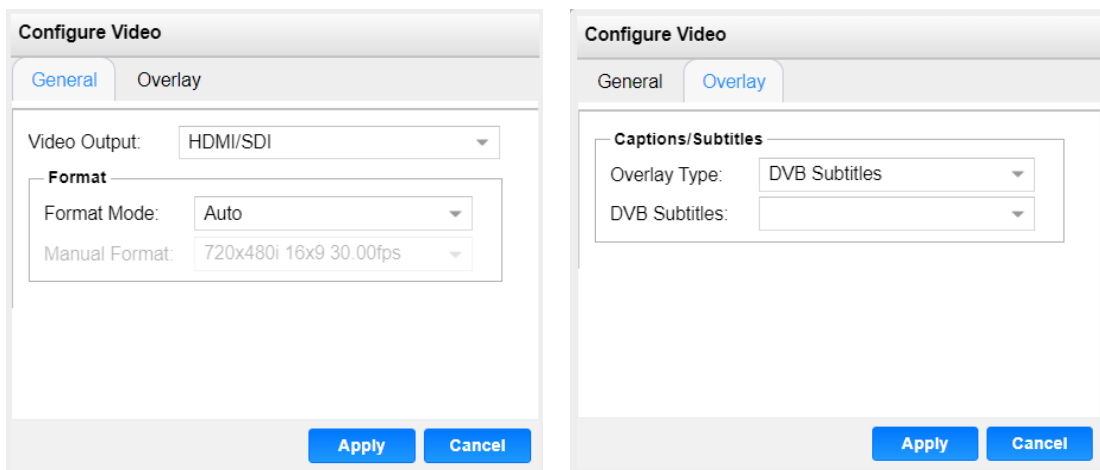 Configure Video
General Overlay
Video Output: HDMI/SDI
Format
Format Mode: Auto
Manual Format: 720x480i 16x9 30.00fps
Apply Cancel
Configure Video
General Overlay
Captions/Subtitles
Overlay Type: DVB Subtitles
DVB Subtitles:
Apply Cancel